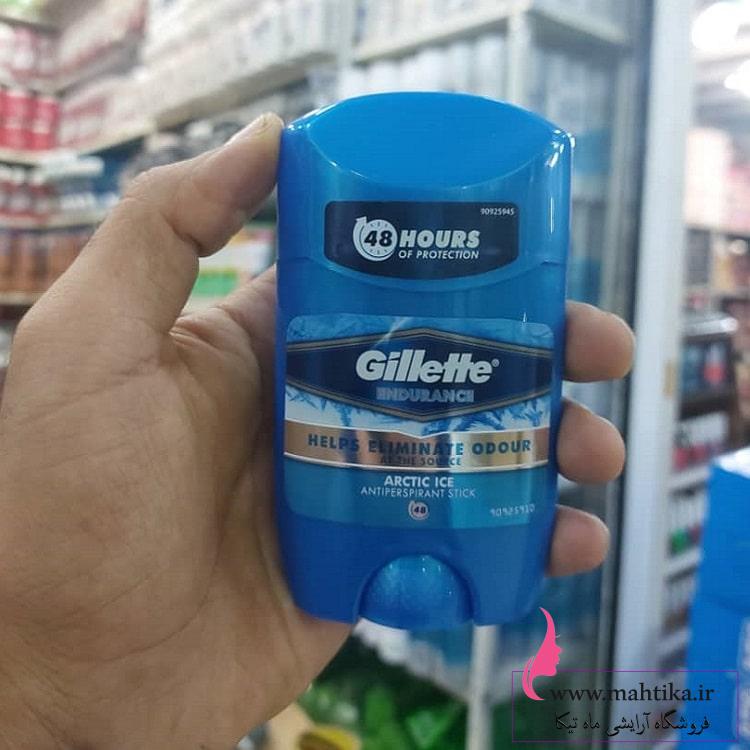 90925945
48 HOURS
OF PROTECTION
Gillette®
ENDURANCE
HELPS ELIMINATE ODOUR
AT THE SOURCE
ARCTIC ICE
ANTIPERSPIRANT STICK
48
90925910
www.mahtika.ir
فروشگاه آرایشی ماه تیکا